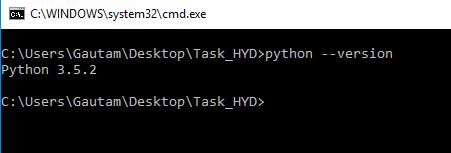 C:\WINDOWS\system32\cmd.exe
C:\Users\Gautam\Desktop\Task_HYD>python --version
Python 3.5.2
C:\Users\Gautam\Desktop\Task_HYD>